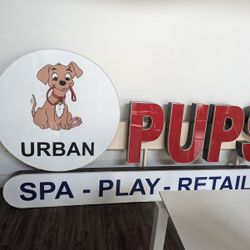 URBAN PUPS
SPA - PLAY - RETAIL